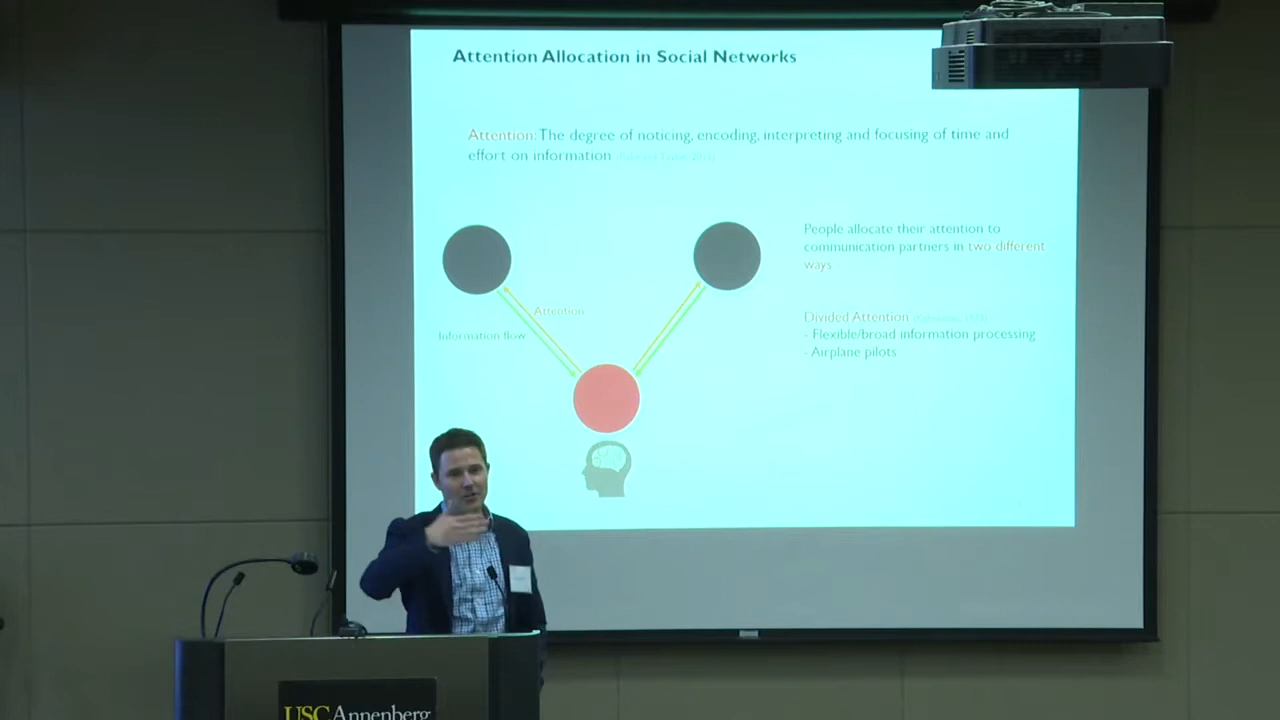 Attention Allocation in Social Networks
Attention: The degree of noticing, encoding, interpreting and focusing of time and
effort on information
People allocate their attention to
communication partners in two different
ways
Attention
Information flow
Divided Attention
- Flexible/broad information processing
- Airplane pilots
USC Annenberg